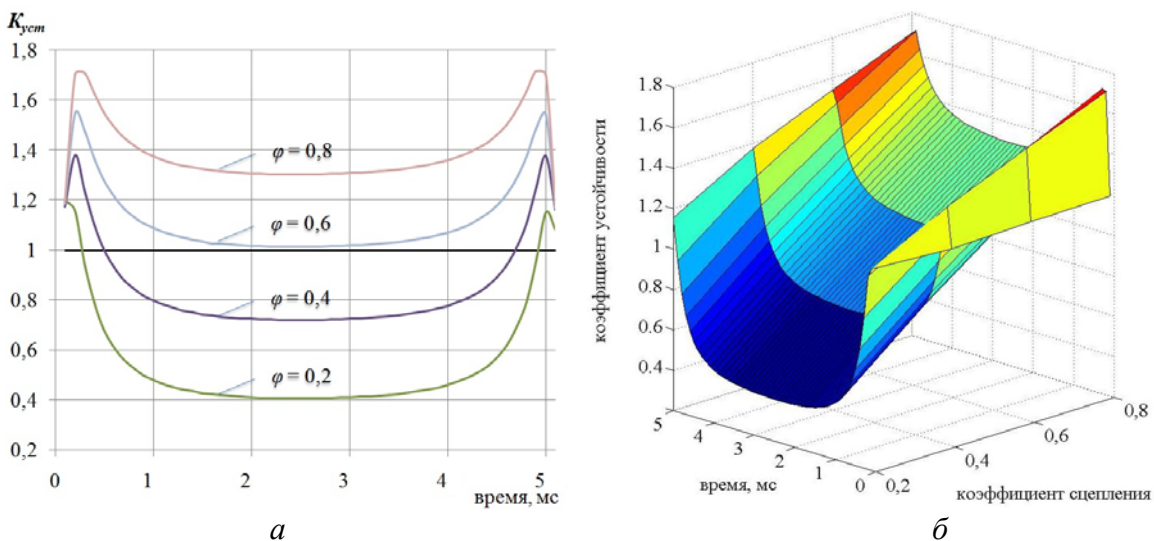 Kуст
1,8
1,6
1,4
1,2
1
0,8
0,6
0,4
0,2
φ = 0,8
φ = 0,6
φ = 0,4
φ = 0,2
0 1 2 3 4 5
время, мс
а
коэффициент устойчивости
1.8
1.6
1.4
1.2
1
0.8
0.6
0.4
5 4 3 2 1 0
время, мс
0,2 0,4 0,6 0,8
коэффициент сцепления
б